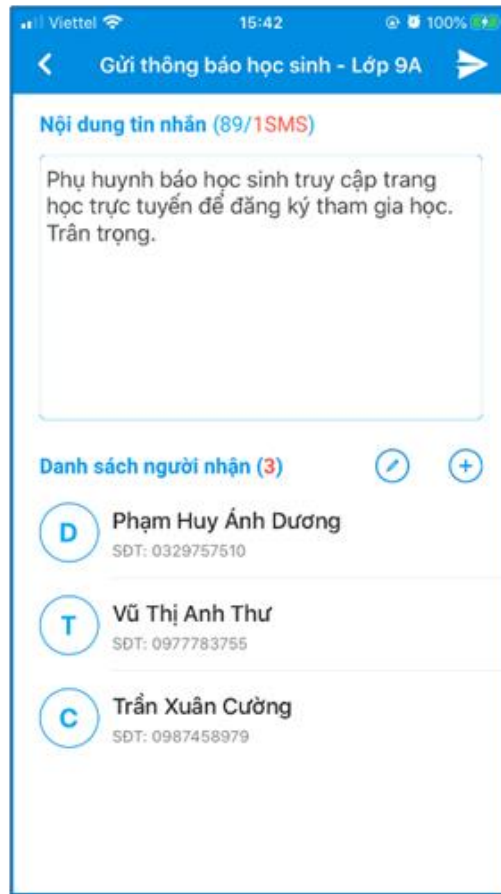 Viettel 15:42 100%
Gửi thông báo học sinh - Lớp 9A
Nội dung tin nhắn (89/1SMS)
Phụ huynh báo học sinh truy cập trang
học trực tuyến để đăng ký tham gia học.
Trân trọng.
Danh sách người nhận (3)
D
Phạm Huy Ánh Dương
SĐT: 0329757510
T
Vũ Thị Anh Thư
SĐT: 0977783755
C
Trần Xuân Cường
SĐT: 0987458979